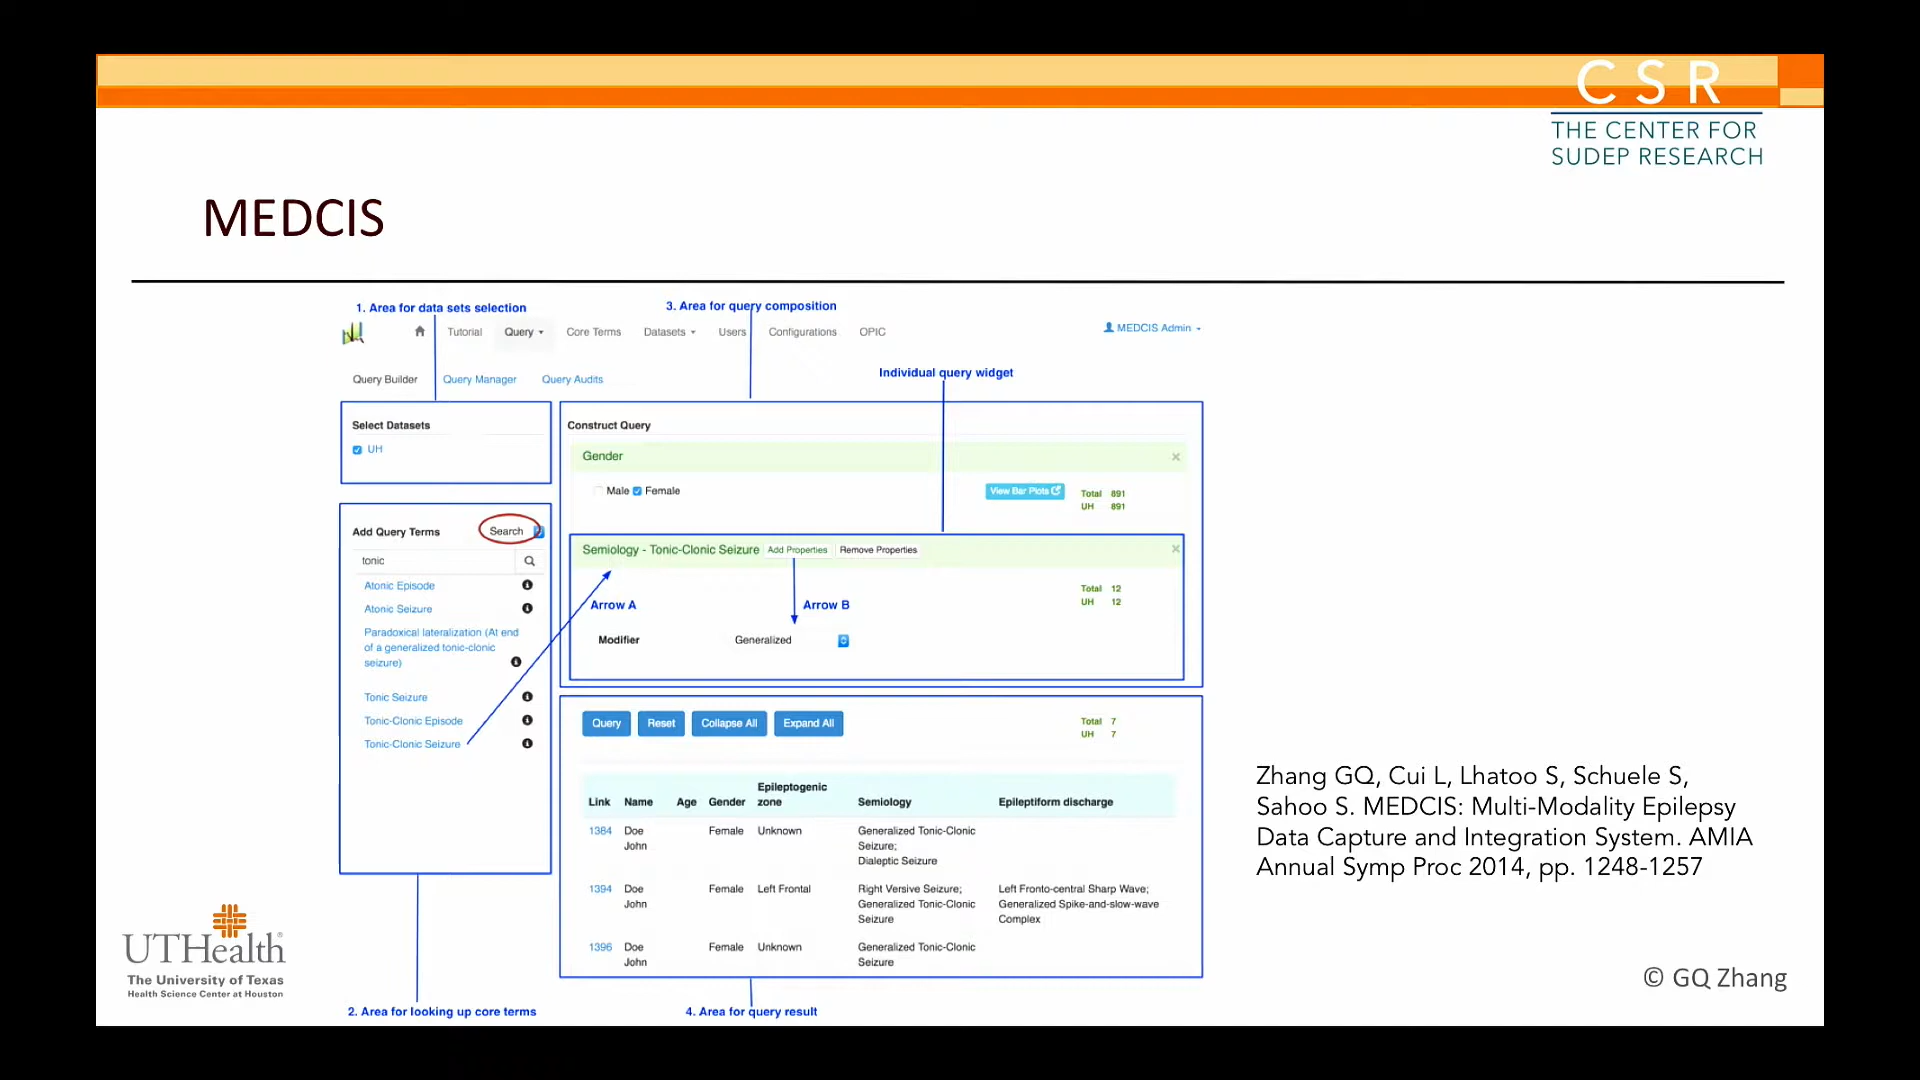 C S R
THE CENTER FOR
SUDEP RESEARCH
MEDCIS
1. Area for data sets selection
3. Area for query composition
Tutorial Query Core Terms Datasets Users Configurations OPIC
MEDCIS Admin
Individual query widget
Query Builder Query Manager Query Audits
Select Datasets
UH
Construct Query
Gender
Male Female
View Bar Plots
Total 891
UH 891
Add Query Terms Search
tonic
Atonic Episode
Atonic Seizure
Paradoxical lateralization (At end
of a generalized tonic-clonic
seizure)
Tonic Seizure
Tonic-Clonic Episode
Tonic-Clonic Seizure
Semiology - Tonic-Clonic Seizure Add Properties Remove Properties
Total 12
UH 12
Arrow A
Arrow B
Modifier Generalized
Query Reset Collapse All Expand All
Total 7
UH 7
Link Name Age Gender Epileptogenic zone Semiology Epileptiform discharge
1384 Doe John Female Unknown Generalized Tonic-Clonic Seizure; Dialeptic Seizure
1394 Doe John Female Left Frontal Right Versive Seizure; Generalized Tonic-Clonic Seizure Left Fronto-central Sharp Wave; Generalized Spike-and-slow-wave Complex
1396 Doe John Female Unknown Generalized Tonic-Clonic Seizure
2. Area for looking up core terms
4. Area for query result
Zhang GQ, Cui L, Lhatoo S, Schuele S,
Sahoo S. MEDCIS: Multi-Modality Epilepsy
Data Capture and Integration System. AMIA
Annual Symp Proc 2014, pp. 1248-1257
UTHealth
The University of Texas
Health Science Center at Houston
© GQ Zhang